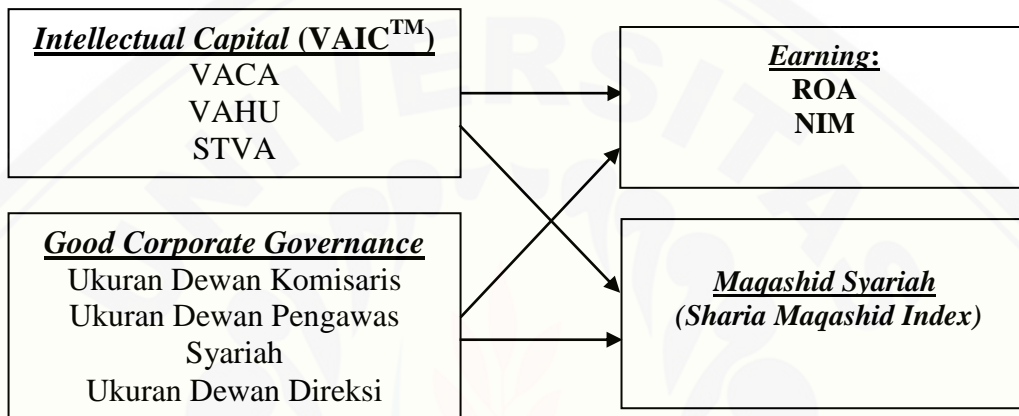 Intellectual Capital (VAIC™)
VACA
VAHU
STVA
Earning:
ROA
NIM
Good Corporate Governance
Ukuran Dewan Komisaris
Ukuran Dewan Pengawas
Syariah
Ukuran Dewan Direksi
Maqashid Syariah
(Sharia Maqashid Index)
UNIVERSITAS